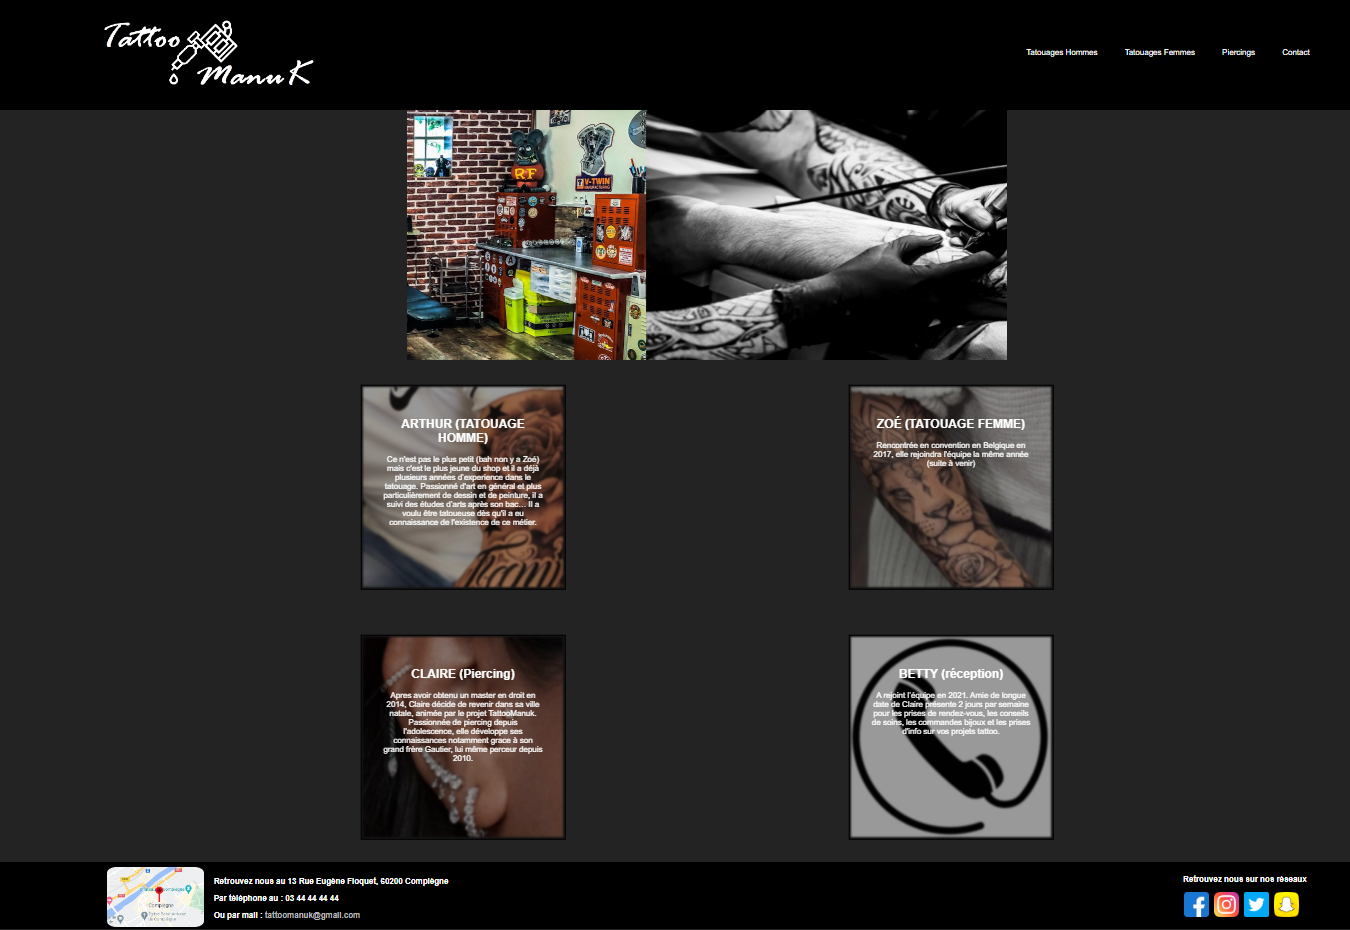 Tattoo
Manu K
Tatouages Hommes
Tatouages Femmes
Piercings
Contact
RF
V-TWIN
MANUFACTURING
ARTHUR (TATOUAGE
HOMME)
Ce n'est pas le plus petit (bah non y a Zoé)
mais c'est le plus jeune du shop et il a déjà
plusieurs années d'experience dans le
tatouage. Passionné d'art en général et plus
particulièrement de dessin et de peinture, il a
suivi des études d'arts après son bac... Il a
voulu être tatoueuse dès qu'il a eu
connaissance de l'existence de ce métier.
ZOÉ (TATOUAGE FEMME)
Rencontrée en convention en Belgique en
2017, elle rejoindra l'équipe la même année
(suite à venir)
CLAIRE (Piercing)
Apres avoir obtenu un master en droit en
2014, Claire décide de revenir dans sa ville
natale, animée par le projet TattooManuk.
Passionnée de piercing depuis
l'adolescence, elle développe ses
connaissances notamment grace à son
grand frère Gautier, lui même perceur depuis
2010.
BETTY (réception)
A rejoint l'équipe en 2021. Amie de longue
date de Claire présente 2 jours par semaine
pour les prises de rendez-vous, les conseils
de soins, les commandes bijoux et les prises
d'info sur vos projets tattoo.
Compiègne
Retrouvez nous au 13 Rue Eugène Floquet, 60200 Compiègne
Par téléphone au : 03 44 44 44 44
Ou par mail : tattoomanuk@gmail.com
Retrouvez nous sur nos réseaux